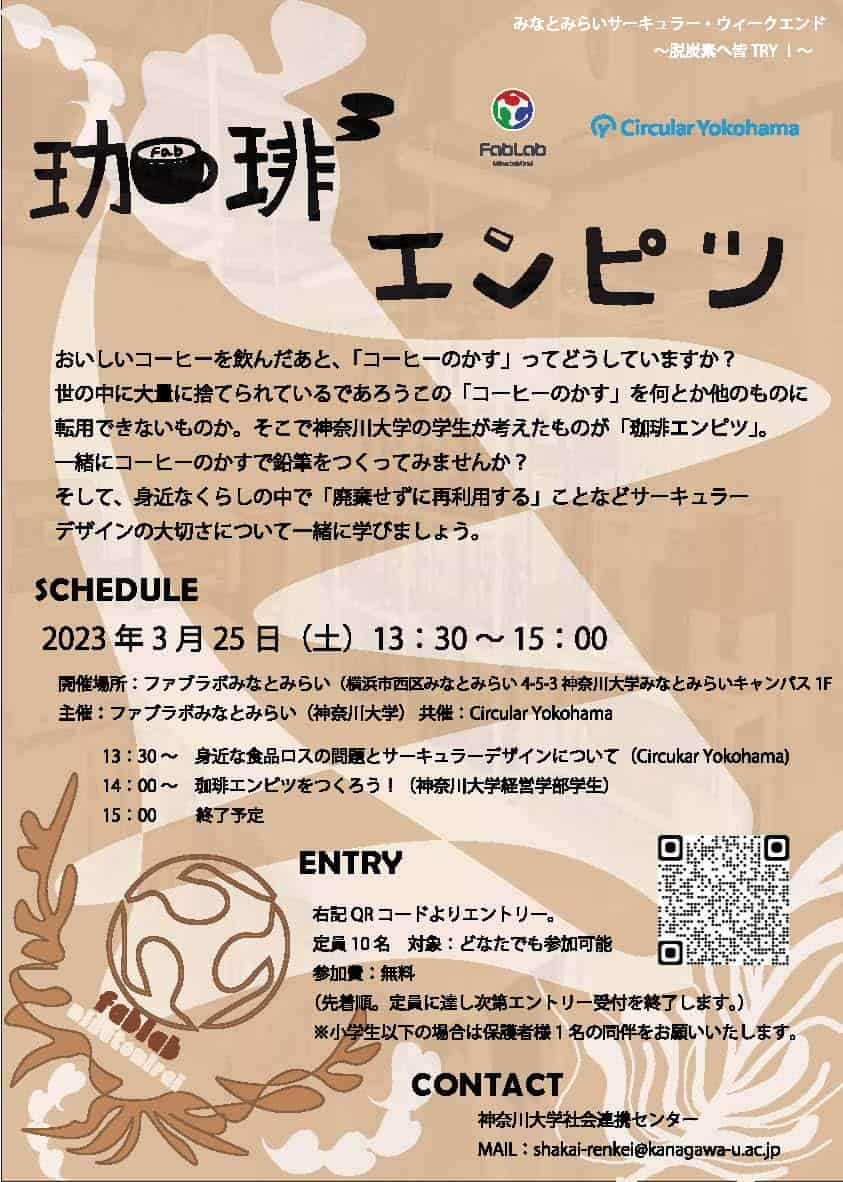 みなとみらいサーキュラー・ウィークエンド
～脱炭素へ皆TRY！～
珈琲
Fab
エンピツ
FabLab
Circular Yokohama
おいしいコーヒーを飲んだあと、「コーヒーのかす」ってどうしていますか？
世の中に大量に捨てられているであろうこの「コーヒーのかす」を何とか他のものに
転用できないものか。そこで神奈川大学の学生が考えたものが「珈琲エンピツ」。
一緒にコーヒーのかすで鉛筆をつくってみませんか？
そして、身近なくらしの中で「廃棄せずに再利用する」ことなどサーキュラー
デザインの大切さについて一緒に学びましょう。
SCHEDULE
2023年3月25日（土）13：30～15：00
開催場所：ファブラボみなとみらい（横浜市西区みなとみらい4-5-3神奈川大学みなとみらいキャンパス1F
主催：ファブラボみなとみらい（神奈川大学）共催：Circular Yokohama
13：30～　身近な食品ロスの問題とサーキュラーデザインについて（Circukar Yokohama)
14：00～　珈琲エンピツをつくろう！（神奈川大学経営学部学生）
15：00　終了予定
ENTRY
右記QRコードよりエントリー。
定員10名　対象：どなたでも参加可能
参加費：無料
（先着順。定員に達し次第エントリー受付を終了します。）
※小学生以下の場合は保護者様1名の同伴をお願いいたします。
fablab
CONTACT
神奈川大学社会連携センター
MAIL：shakai-renkei@kanagawa-u.ac.jp